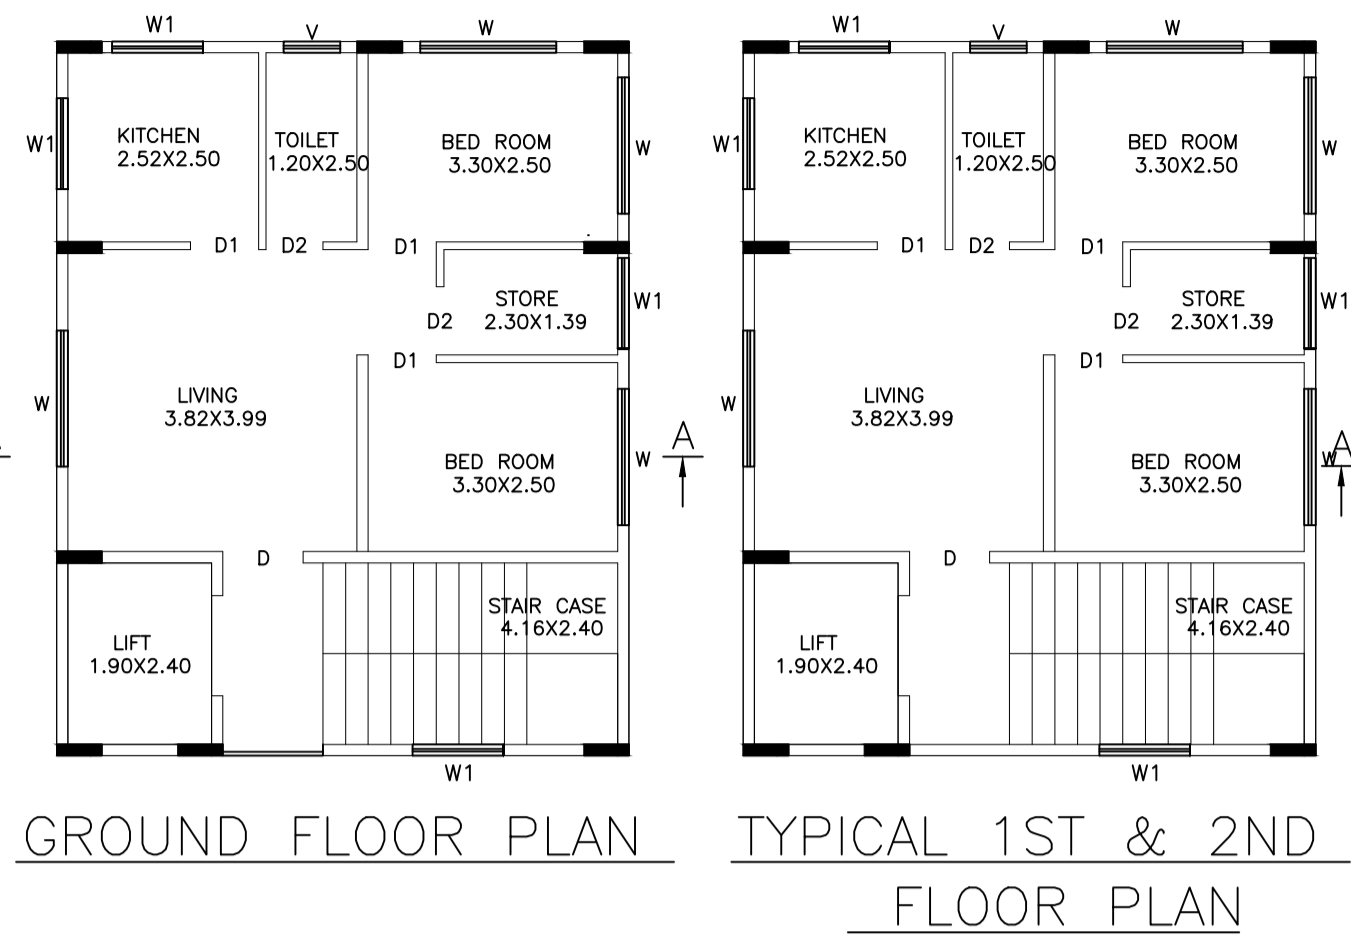 W1 V W
KITCHEN
2.52X2.50
TOILET
1.20X2.50
BED ROOM
3.30X2.50
W1
W
D1 D2 D1
STORE
2.30X1.39
W1
D2
D1
LIVING
3.82X3.99
W
BED ROOM
3.30X2.50
W
A
D
STAIR CASE
4.16X2.40
LIFT
1.90X2.40
W1
GROUND FLOOR PLAN
W1 V W
KITCHEN
2.52X2.50
TOILET
1.20X2.50
BED ROOM
3.30X2.50
W1
W
D1 D2 D1
STORE
2.30X1.39
W1
D2
D1
LIVING
3.82X3.99
W
BED ROOM
3.30X2.50
W
A
D
STAIR CASE
4.16X2.40
LIFT
1.90X2.40
W1
TYPICAL 1ST & 2ND
FLOOR PLAN